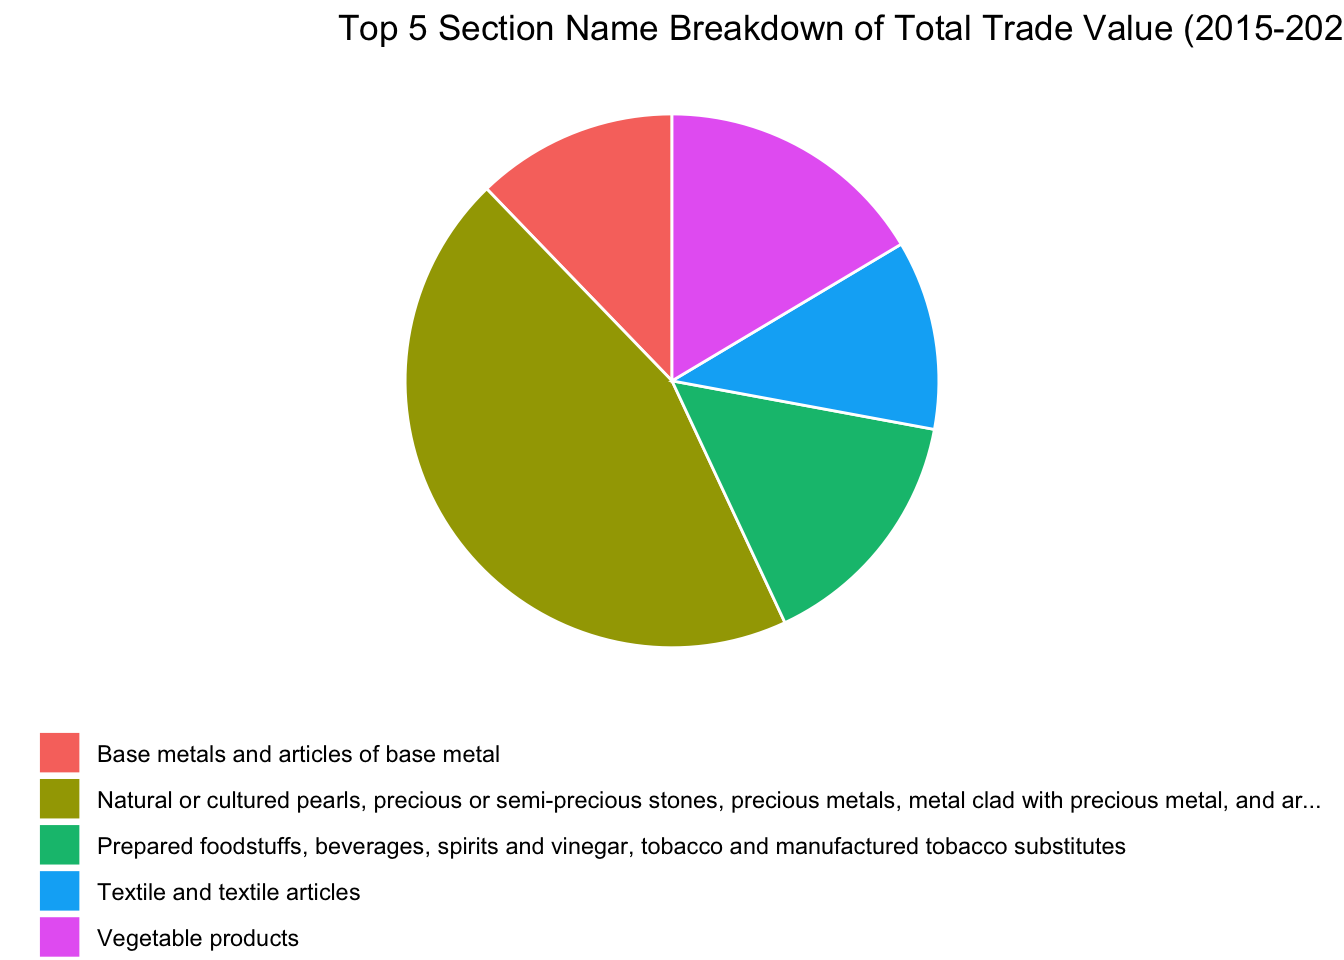 Top 5 Section Name Breakdown of Total Trade Value (2015-202
Base metals and articles of base metal
Natural or cultured pearls, precious or semi-precious stones, precious metals, metal clad with precious metal, and ar...
Prepared foodstuffs, beverages, spirits and vinegar, tobacco and manufactured tobacco substitutes
Textile and textile articles
Vegetable products